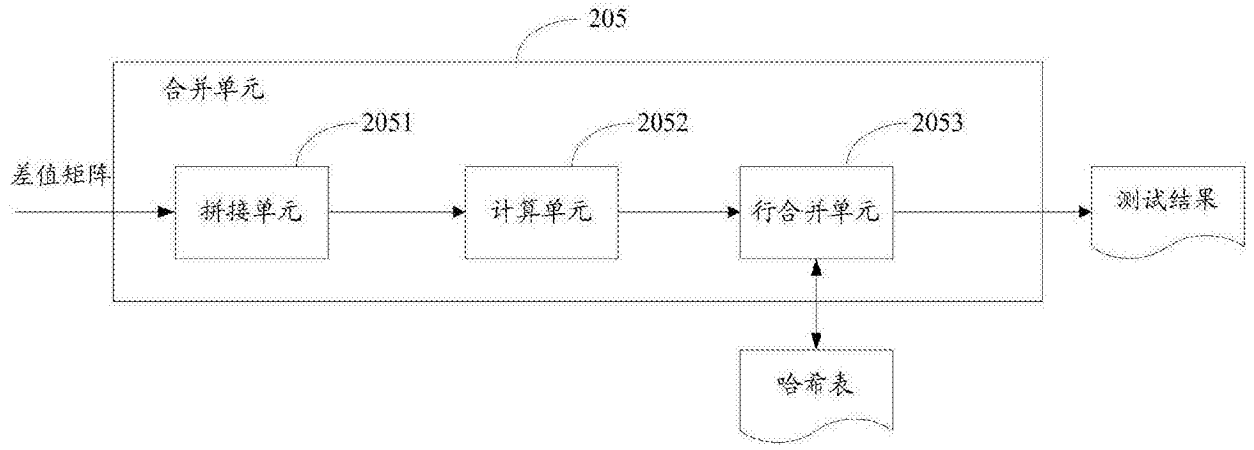 205
合并单元
2051
2052
2053
差值矩阵
拼接单元
计算单元
行合并单元
测试结果
哈希表